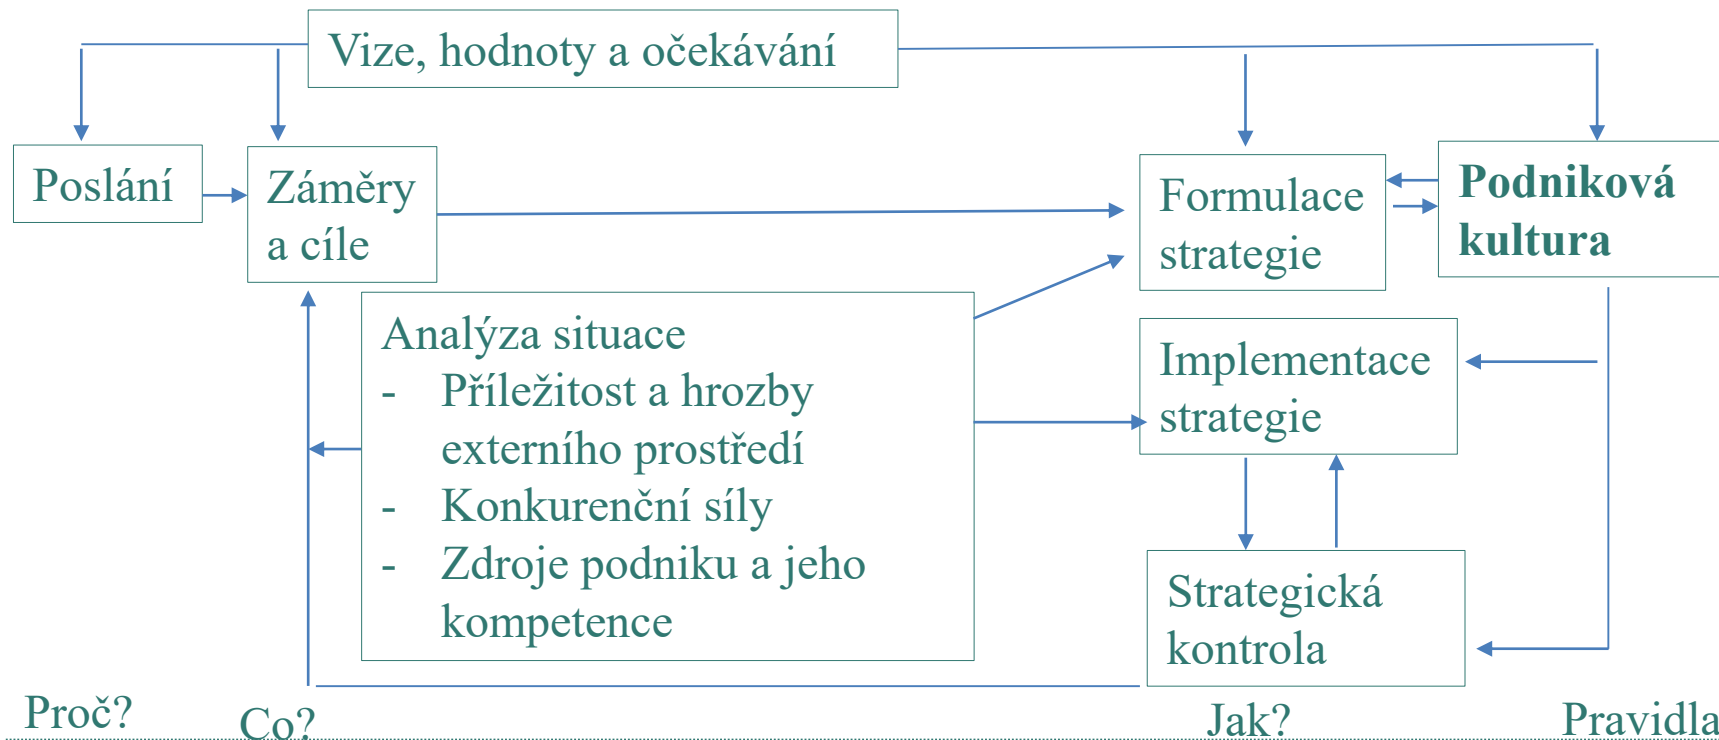 Vize, hodnoty a očekávání
Poslání
Záměry
a cíle
Formulace
strategie
Podniková
kultura
Analýza situace
- Příležitost a hrozby
externího prostředí
- Konkurenční síly
- Zdroje podniku a jeho
kompetence
Implementace
strategie
Strategická
kontrola
Proč?
Co?
Jak?
Pravidla